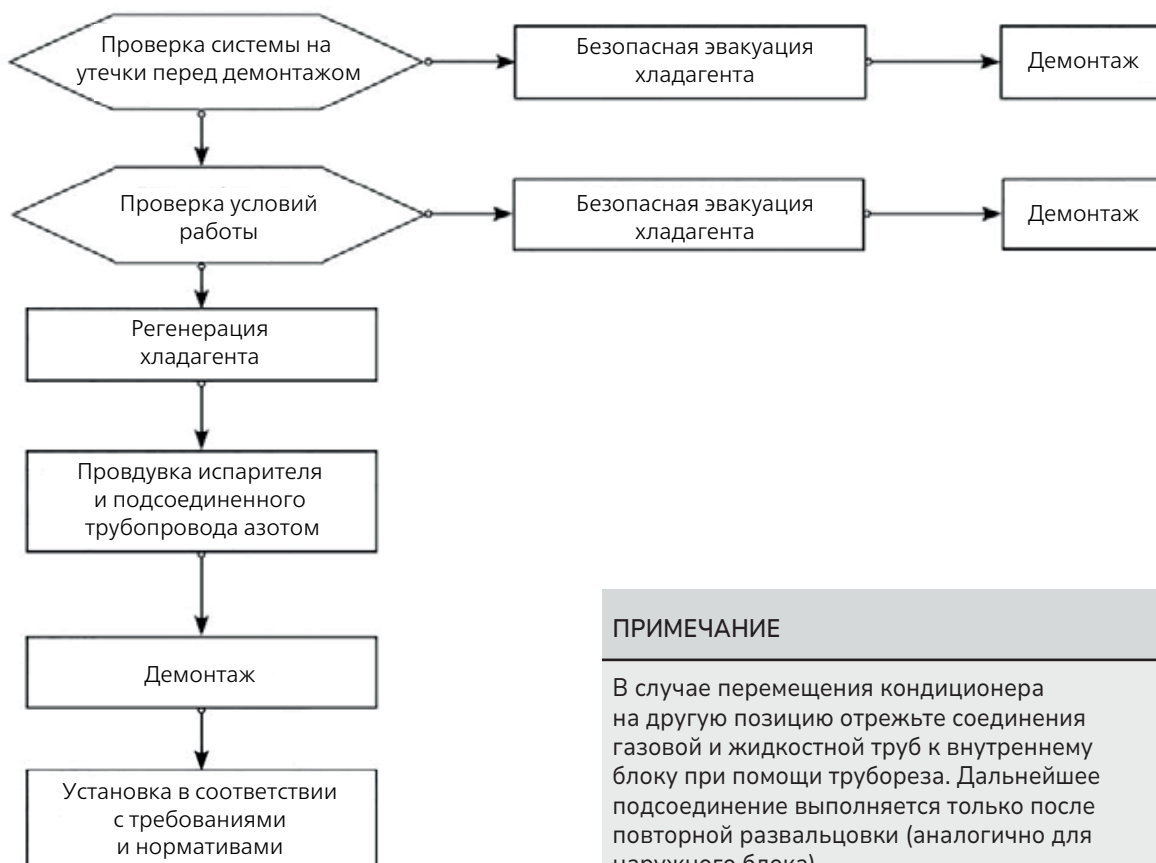 Проверка системы на
утечки перед демонтажом
Безопасная эвакуация
хладагента
Демонтаж
Проверка условий
работы
Безопасная эвакуация
хладагента
Демонтаж
Регенерация
хладагента
Провдувка испарителя
и подсоединенного
трубопровода азотом
Демонтаж
Установка в соответствии
с требованиями
и нормативами
ПРИМЕЧАНИЕ
В случае перемещения кондиционера
на другую позицию отрежьте соединения
газовой и жидкостной труб к внутреннему
блоку при помощи трубореза. Дальнейшее
подсоединение выполняется только после
повторной развальцовки (аналогично для
наружного блока)